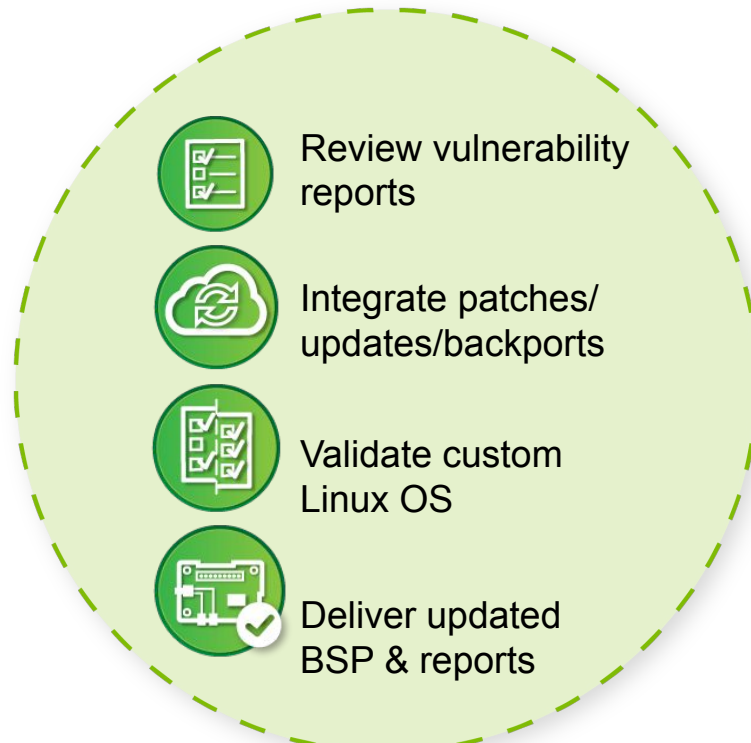 Review vulnerability
reports
Integrate patches/
updates/backports
Validate custom
Linux OS
Deliver updated
BSP & reports